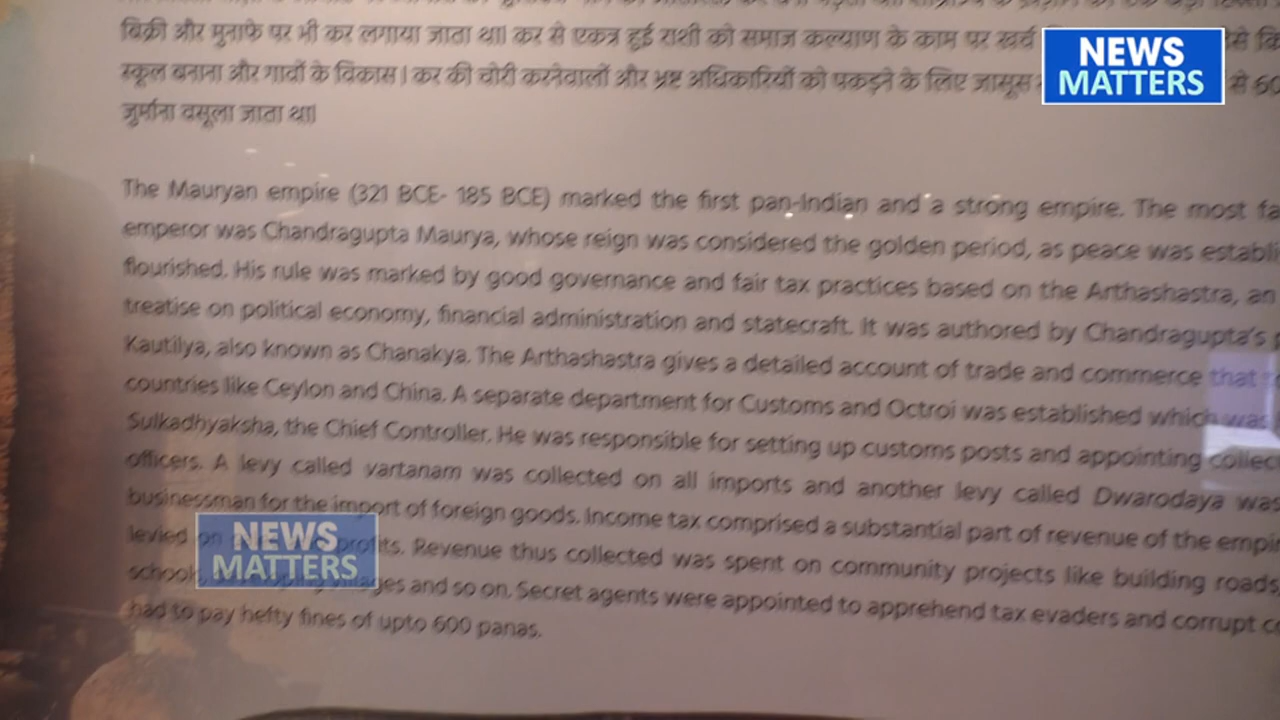 बिक्री और मुनाफे पर भी कर लगाया जाता था। कर से एकत्र हुई राशी को समाज कल्याण के काम पर खर्च
स्कूल बनाना और गावों के विकास। कर की चोरी करनेवालों और भ्रष्ट अधिकारियों को पकड़ने के लिए जासूस से 60
जुर्माना वसूला जाता था।
NEWS
MATTERS
The Mauryan empire (321 BCE- 185 BCE) marked the first pan-Indian and a strong empire. The most fa
emperor was Chandragupta Maurya, whose reign was considered the golden period, as peace was establi
flourished. His rule was marked by good governance and fair tax practices based on the Arthashastra, an
treatise on political economy, financial administration and statecraft. It was authored by Chandragupta's
Kautilya, also known as Chanakya. The Arthashastra gives a detailed account of trade and commerce that
countries like Ceylon and China. A separate department for Customs and Octroi was established which was
Sulkadhyaksha, the Chief Controller. He was responsible for setting up customs posts and appointing collec
officers. A levy called vartanam was collected on all imports and another levy called Dwarodaya was
businessman for the import of foreign goods. Income tax comprised a substantial part of revenue of the empi
levied on profits. Revenue thus collected was spent on community projects like building roads,
schools, villages and so on. Secret agents were appointed to apprehend tax evaders and corrupt c
had to pay hefty fines of upto 600 panas.
NEWS
MATTERS